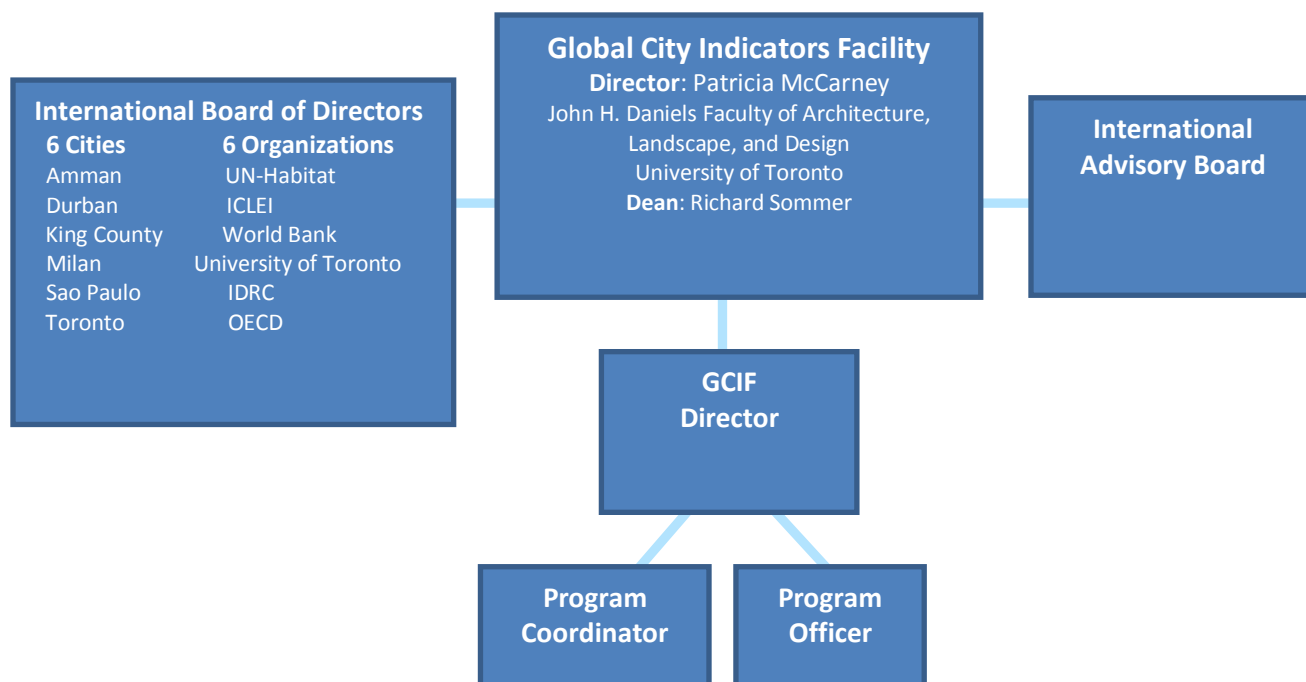 Global City Indicators Facility
Director: Patricia McCarney
John H. Daniels Faculty of Architecture,
Landscape, and Design
University of Toronto
Dean: Richard Sommer
International Board of Directors
6 Cities 6 Organizations
Amman UN-Habitat
Durban ICLEI
King County World Bank
Milan University of Toronto
Sao Paulo IDRC
Toronto OECD
International
Advisory Board
GCIF
Director
Program
Coordinator
Program
Officer